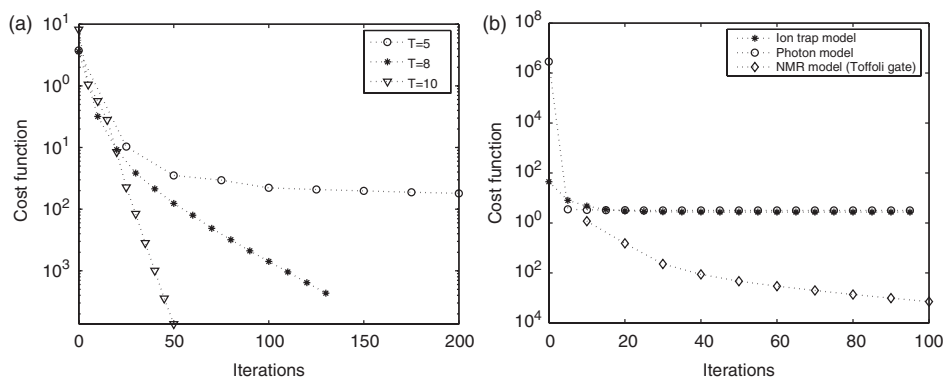 (a)
10^1
10^0
10^1
10^2
10^3
Cost function
0
50
100
150
200
Iterations
T=5
T=8
T=10
(b)
10^8
10^6
10^4
10^2
10^0
10^2
10^4
Cost function
0
20
40
60
80
100
Iterations
Ion trap model
Photon model
NMR model (Toffoli gate)